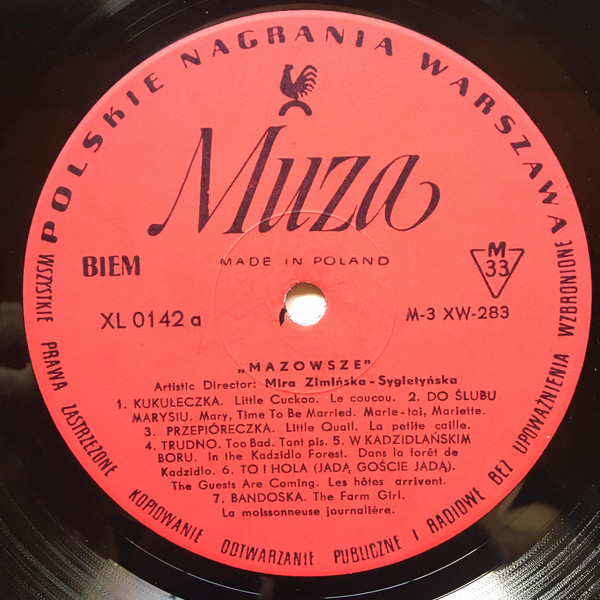 POLSKIE NAGRANIA WARSZAWA
Muza
BIEM
MADE IN POLAND
M
33
XL 0142 a
M-3 XW-283
„MAZOWSZE"
Artistic Director: Mira Zimińska-Sygietyńska
1. KUKUŁECZKA. Little Cuckoo. Le coucou. 2. DO ŚLUBU
MARYSIU. Mary, Time To Be Married. Marie-toi, Mariette.
3. PRZEPIÓRECZKA. Little Quail. La petite caille.
4. TRUDNO. Too Bad. Tant pis. 5. W KADZIDLAŃSKIM
BORU. In the Kadzidlo Forest. Dans la forêt de
Kadzidlo. 6. TO I HOLA (JADĄ GOŚCIE JADĄ).
The Guests Are Coming. Les hôtes arrivent.
7. BANDOSKA. The Farm Girl.
La moissonneuse journalière.
WSZYSTKIE PRAWA ZASTRZEŻONE KOPIOWANIE ODTWARZANIE PUBLICZNE I RADIOWE BEZ UPOWAŻNIENIA WZBRONIONE